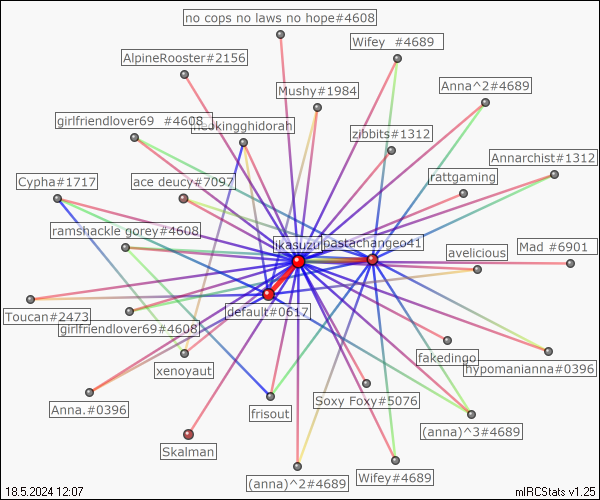 no cops no laws no hope#4608
Wifey #4689
AlpineRooster#2156
Anna^2#4689
Mushy#1984
girlfriendlover69 #4608
neokingghidorah
zibbits#1312
Annarchist#1312
Cypha#1717
ace deucy#7097
rattgaming
ramshackle gorey#4608
ikasuzu
pastachangeo41
Mad #6901
avelicious
Toucan#2473
girlfriendlover69#4608
default#0617
fakedingo
xenoyaut
hypomanianna#0396
Anna.#0396
frisout
Soxy Foxy#5076
(anna)^3#4689
Skalman
(anna)^2#4689
Wifey#4689
18.5.2024 12:07
mIRCStats v1.25